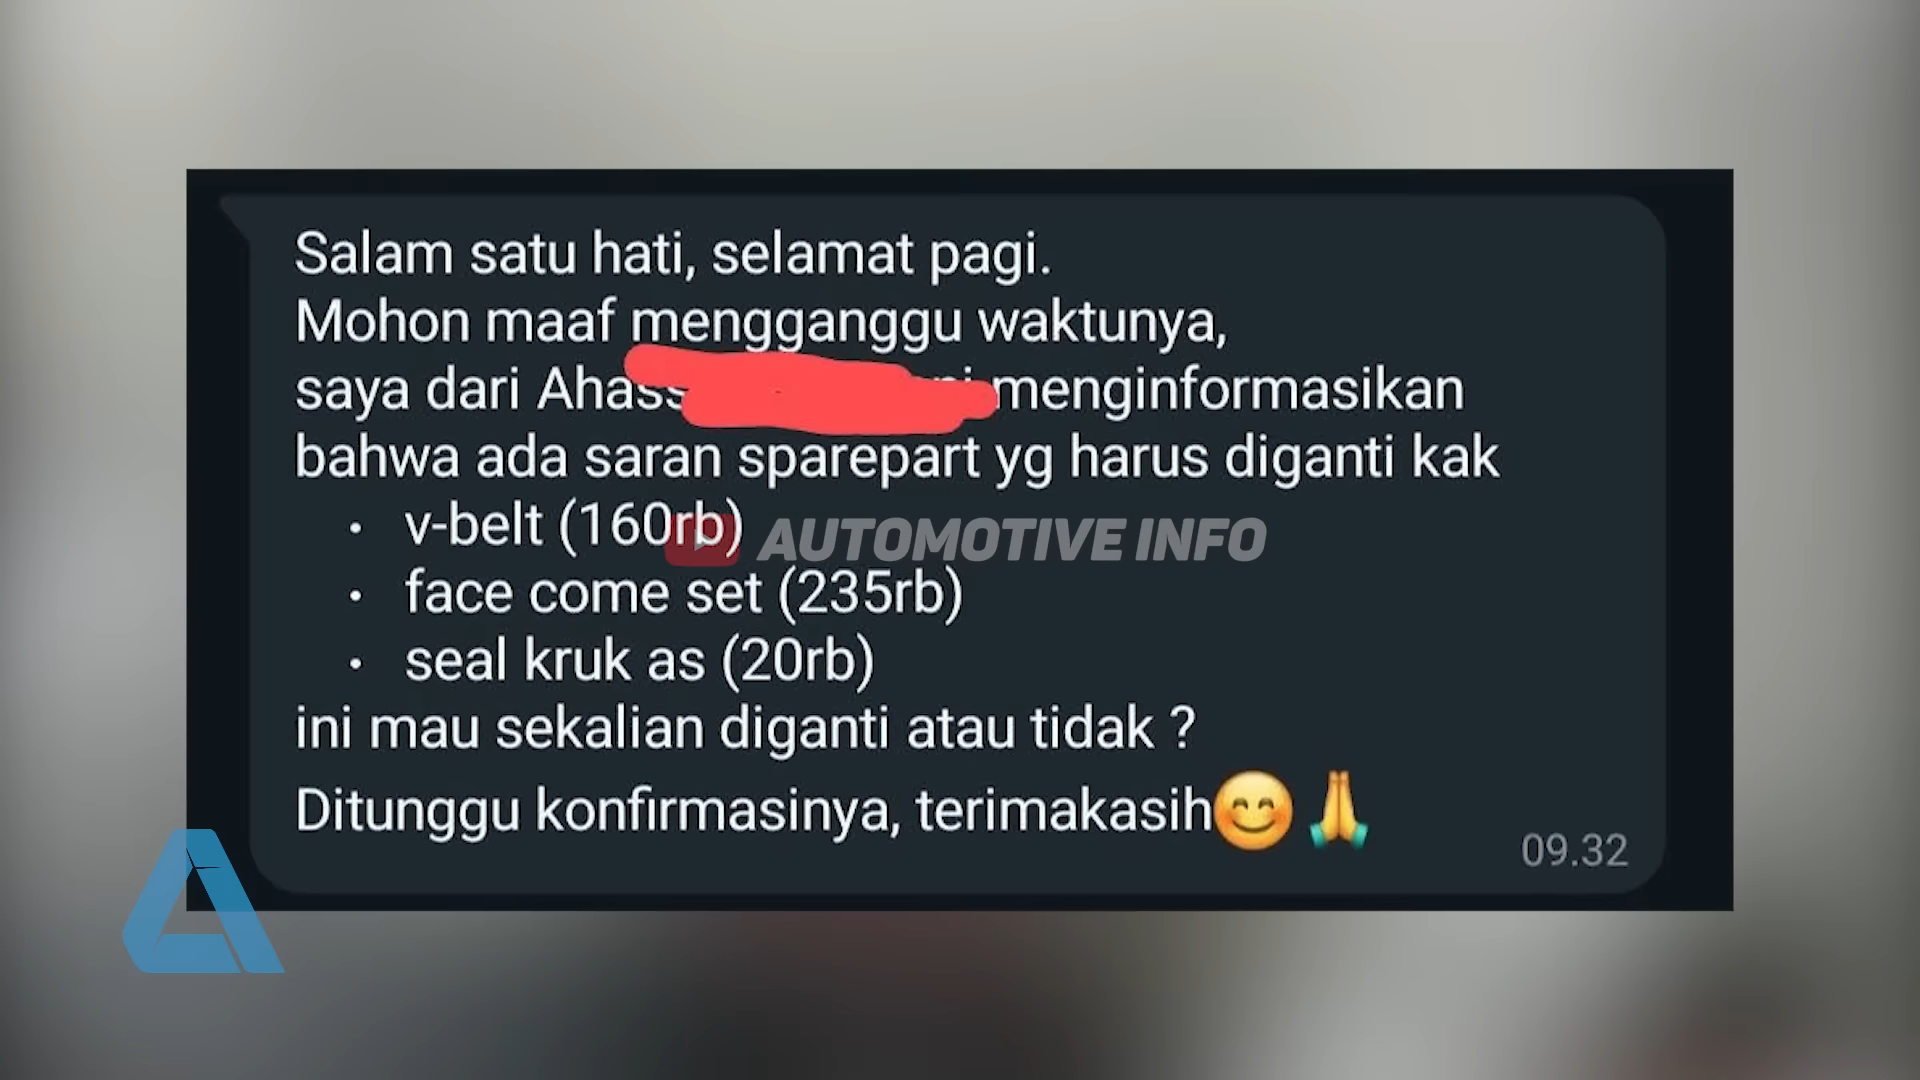 Salam satu hati, selamat pagi.
Mohon maaf mengganggu waktunya,
saya dari Ahass menginformasikan
bahwa ada saran sparepart yg harus diganti kak
• v-belt (160rb)
AUTOMOTIVE INFO
• face come set (235rb)
• seal kruk as (20rb)
ini mau sekalian diganti atau tidak ?
Ditunggu konfirmasinya, terimakasih😊🙏
09.32